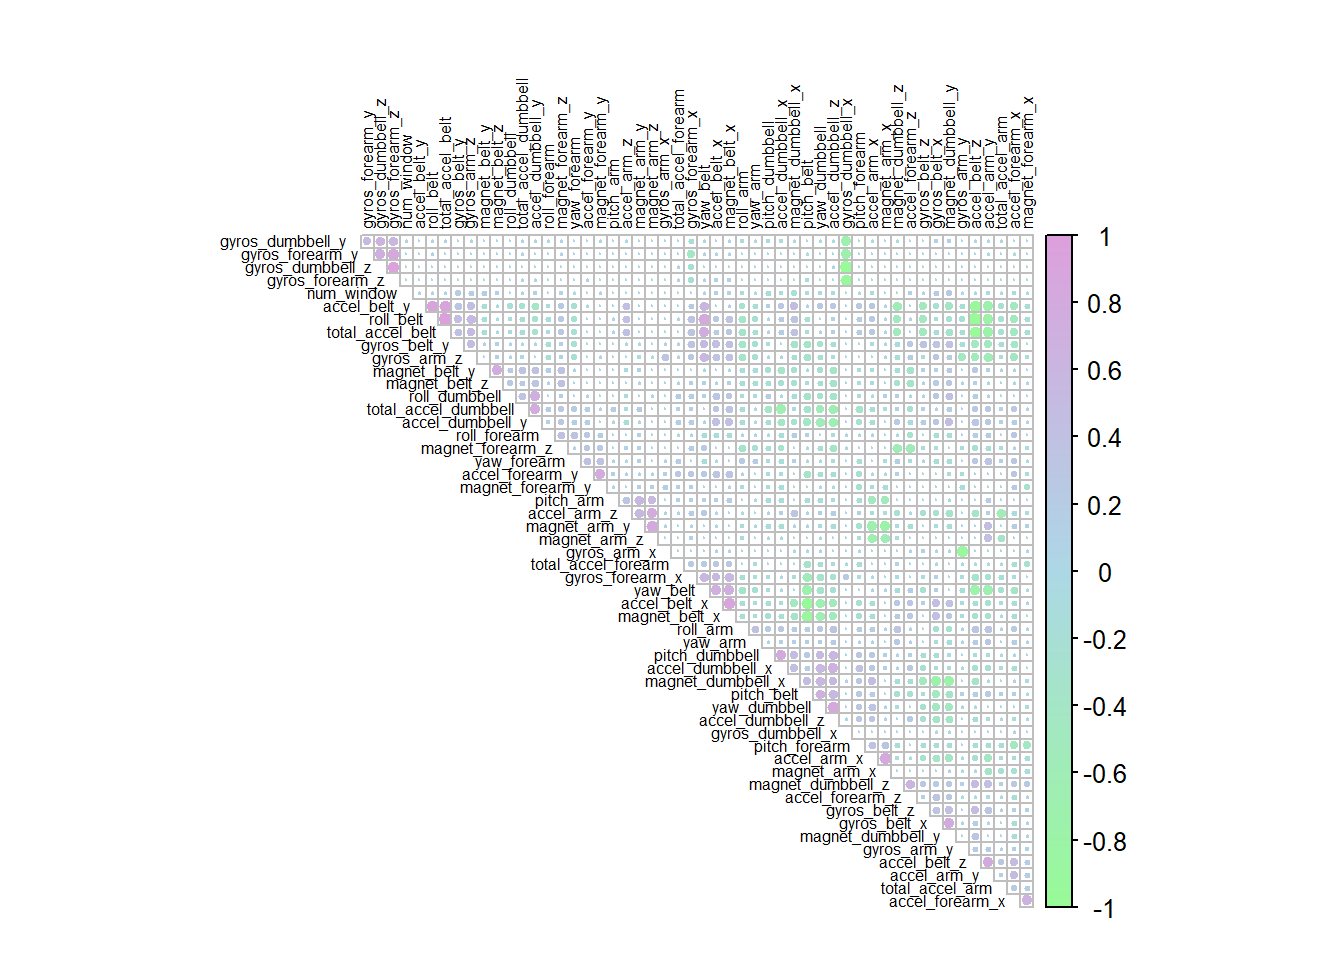 gyros_forearm_y
gyros_dumbbell_z
gyros_forearm_z
num_window
accel_belt_y
roll_belt
total_accel_belt
gyros_belt_y
gyros_arm_z
magnet_belt_y
magnet_belt_z
roll_dumbbell
total_accel_dumbbell
accel_dumbbell_y
roll_forearm
magnet_forearm_z
yaw_forearm
accel_forearm_y
magnet_forearm_y
pitch_arm
accel_arm_z
magnet_arm_y
magnet_arm_z
gyros_arm_x
total_accel_forearm
gyros_forearm_x
yaw_belt
accel_belt_x
magnet_belt_x
roll_arm
yaw_arm
pitch_dumbbell
accel_dumbbell_x
magnet_dumbbell_x
pitch_belt
yaw_dumbbell
accel_dumbbell_z
gyros_dumbbell_x
pitch_forearm
accel_arm_x
magnet_arm_x
magnet_dumbbell_z
accel_forearm_z
gyros_belt_z
gyros_belt_x
magnet_dumbbell_y
gyros_arm_y
accel_belt_z
accel_arm_y
total_accel_arm
accel_forearm_x
magnet_forearm_x
gyros_dumbbell_y
gyros_forearm_y
gyros_dumbbell_z
gyros_forearm_z
num_window
accel_belt_y
roll_belt
total_accel_belt
gyros_belt_y
gyros_arm_z
magnet_belt_y
magnet_belt_z
roll_dumbbell
total_accel_dumbbell
accel_dumbbell_y
roll_forearm
magnet_forearm_z
yaw_forearm
accel_forearm_y
magnet_forearm_y
pitch_arm
accel_arm_z
magnet_arm_y
magnet_arm_z
gyros_arm_x
total_accel_forearm
gyros_forearm_x
yaw_belt
accel_belt_x
magnet_belt_x
roll_arm
yaw_arm
pitch_dumbbell
accel_dumbbell_x
magnet_dumbbell_x
pitch_belt
yaw_dumbbell
accel_dumbbell_z
gyros_dumbbell_x
pitch_forearm
accel_arm_x
magnet_arm_x
magnet_dumbbell_z
accel_forearm_z
gyros_belt_z
gyros_belt_x
magnet_dumbbell_y
gyros_arm_y
accel_belt_z
accel_arm_y
total_accel_arm
accel_forearm_x
1
0.8
0.6
0.4
0.2
0
-0.2
-0.4
-0.6
-0.8
-1